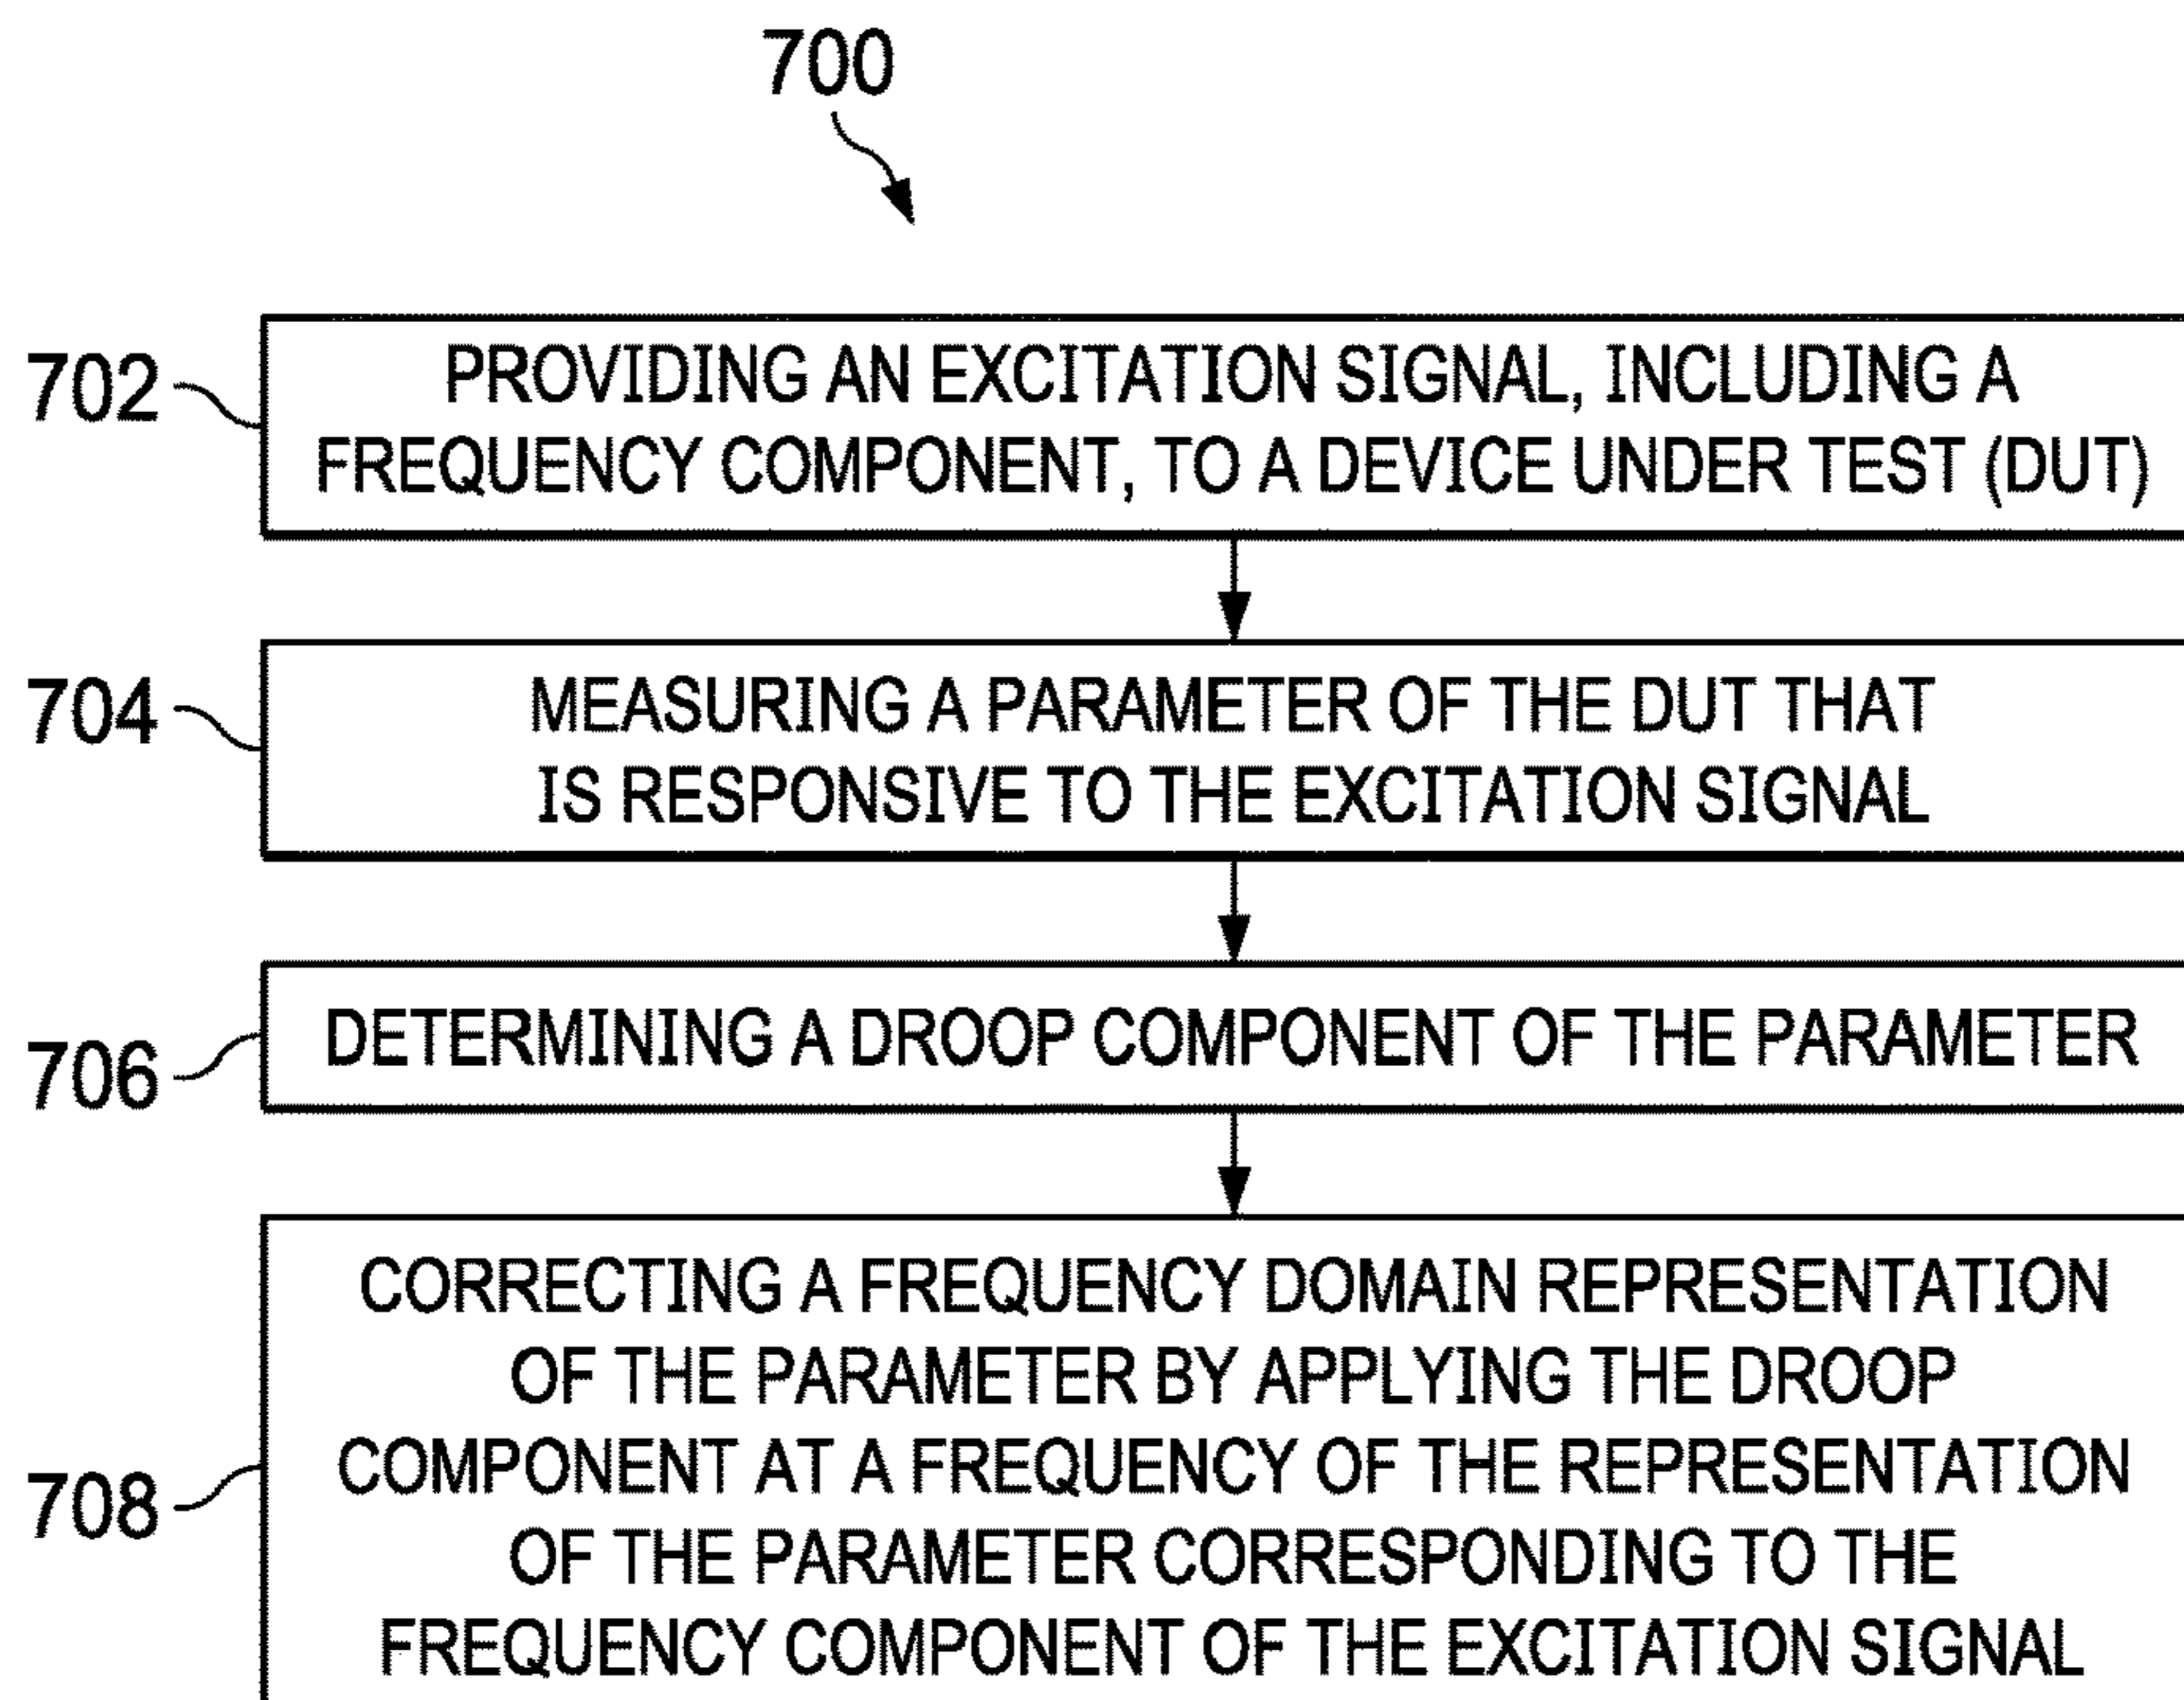 700
702
PROVIDING AN EXCITATION SIGNAL, INCLUDING A
FREQUENCY COMPONENT, TO A DEVICE UNDER TEST (DUT)
704
MEASURING A PARAMETER OF THE DUT THAT
IS RESPONSIVE TO THE EXCITATION SIGNAL
706
DETERMINING A DROOP COMPONENT OF THE PARAMETER
708
CORRECTING A FREQUENCY DOMAIN REPRESENTATION
OF THE PARAMETER BY APPLYING THE DROOP
COMPONENT AT A FREQUENCY OF THE REPRESENTATION
OF THE PARAMETER CORRESPONDING TO THE
FREQUENCY COMPONENT OF THE EXCITATION SIGNAL